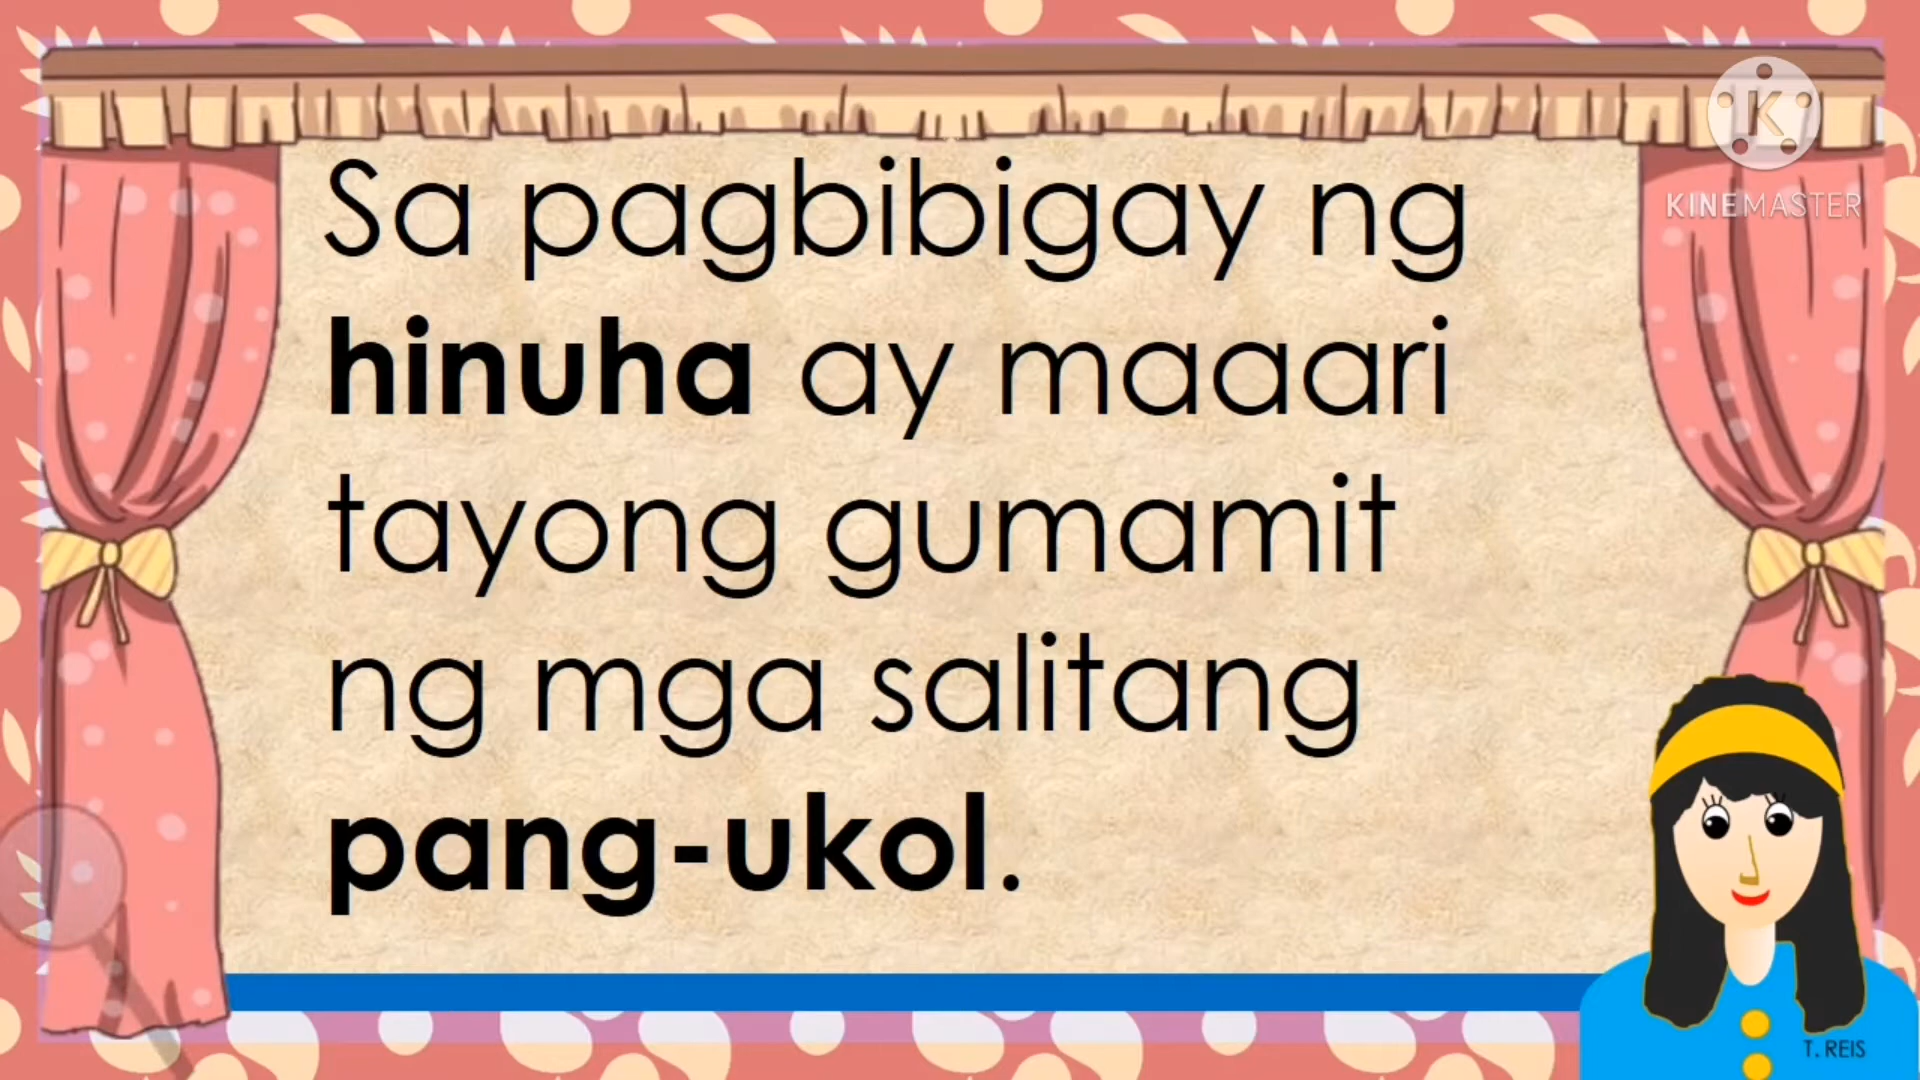 Sa pagbibigay ng
hinuha ay maaari
tayong gumamit
ng mga salitang
pang-ukol.
K
KINEMASTER
T. REIS